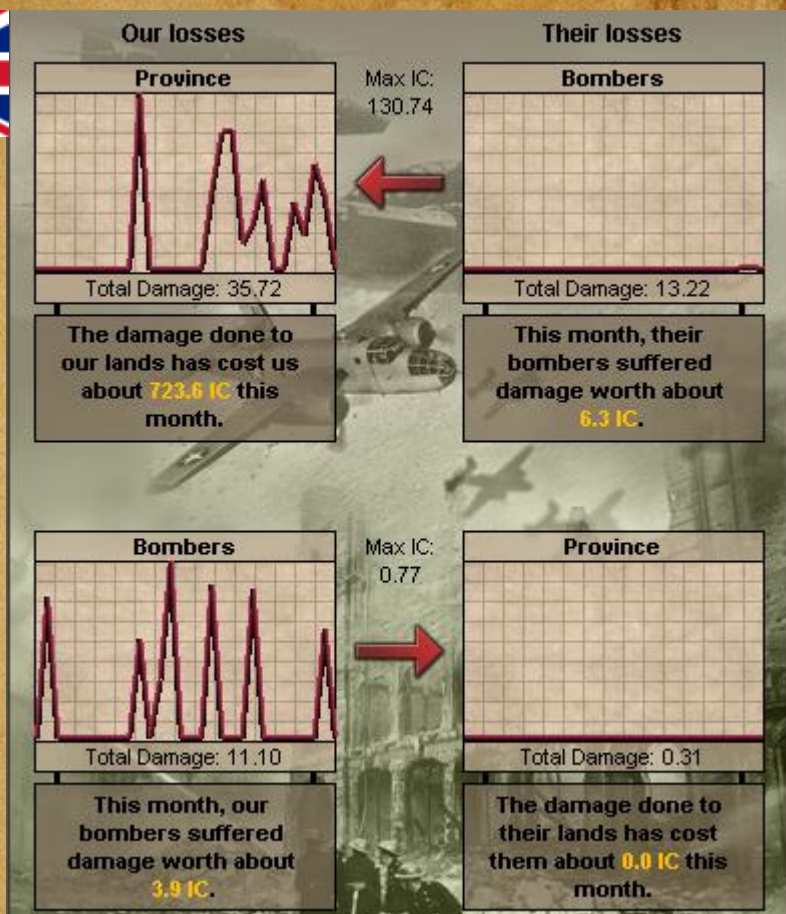 Our losses
Their losses
Province
Max IC:
130.74
Bombers
Total Damage: 35.72
Total Damage: 13.22
The damage done to
our lands has cost us
about 723.6 IC this
month.
This month, their
bombers suffered
damage worth about
6.3 IC.
Bombers
Max IC:
0.77
Province
Total Damage: 11.10
Total Damage: 0.31
This month, our
bombers suffered
damage worth about
3.9 IC.
The damage done to
their lands has cost
them about 0.0 IC this
month.